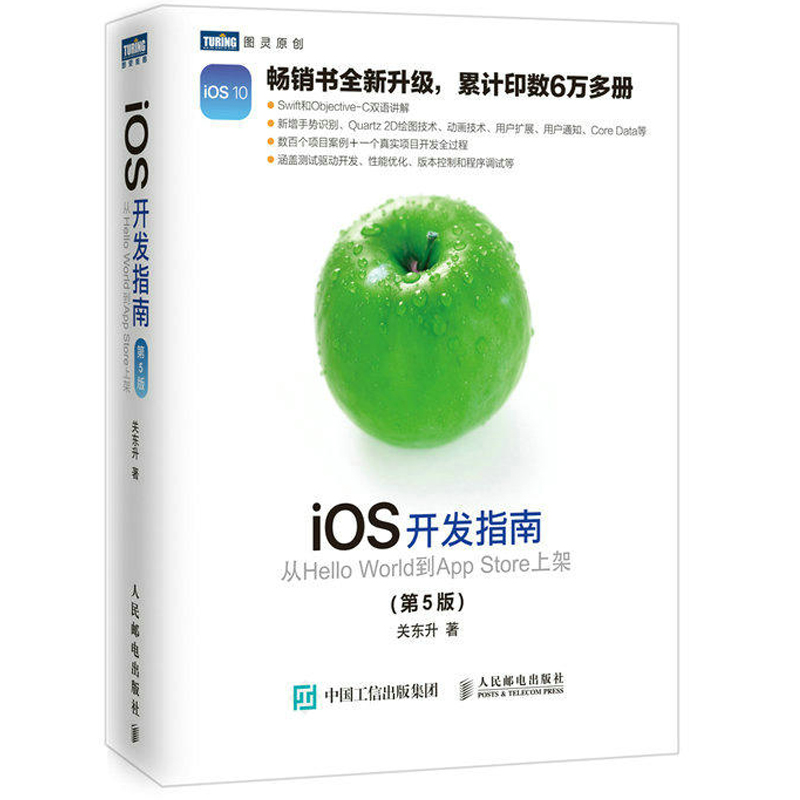 TURING 图灵原创
iOS 10
畅销书全新升级，累计印数6万多册
Swift和Objective-C双语讲解
新增手势识别、Quartz 2D绘图技术、动画技术、用户扩展、用户通知、Core Data等
数百个项目案例＋一个真实项目开发全过程
涵盖测试驱动开发、性能优化、版本控制和程序调试等
iOS 开发指南
从Hello World到App Store上架
(第5版)
关东升 著
中国工信出版集团
人民邮电出版社
POSTS & TELECOM PRESS
TURING
图灵原创
iOS 开发指南
从Hello World到App Store上架
第5版
关东升 著
人民邮电出版社